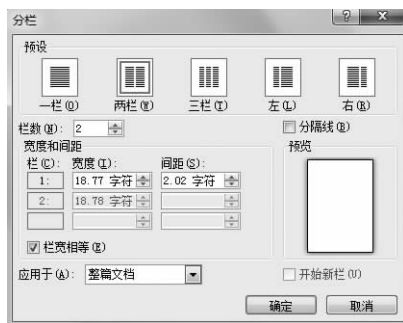 分栏
预设
一栏(O) 两栏(W) 三栏(T) 左(L) 右(R)
栏数(N): 2 分隔线(B)
宽度和间距 预览
栏(C): 宽度(I): 间距(S):
1: 18.77 字符 2.02 字符
2: 18.78 字符
栏宽相等(E)
应用于(A): 整篇文档 开始新栏(U)
确定 取消